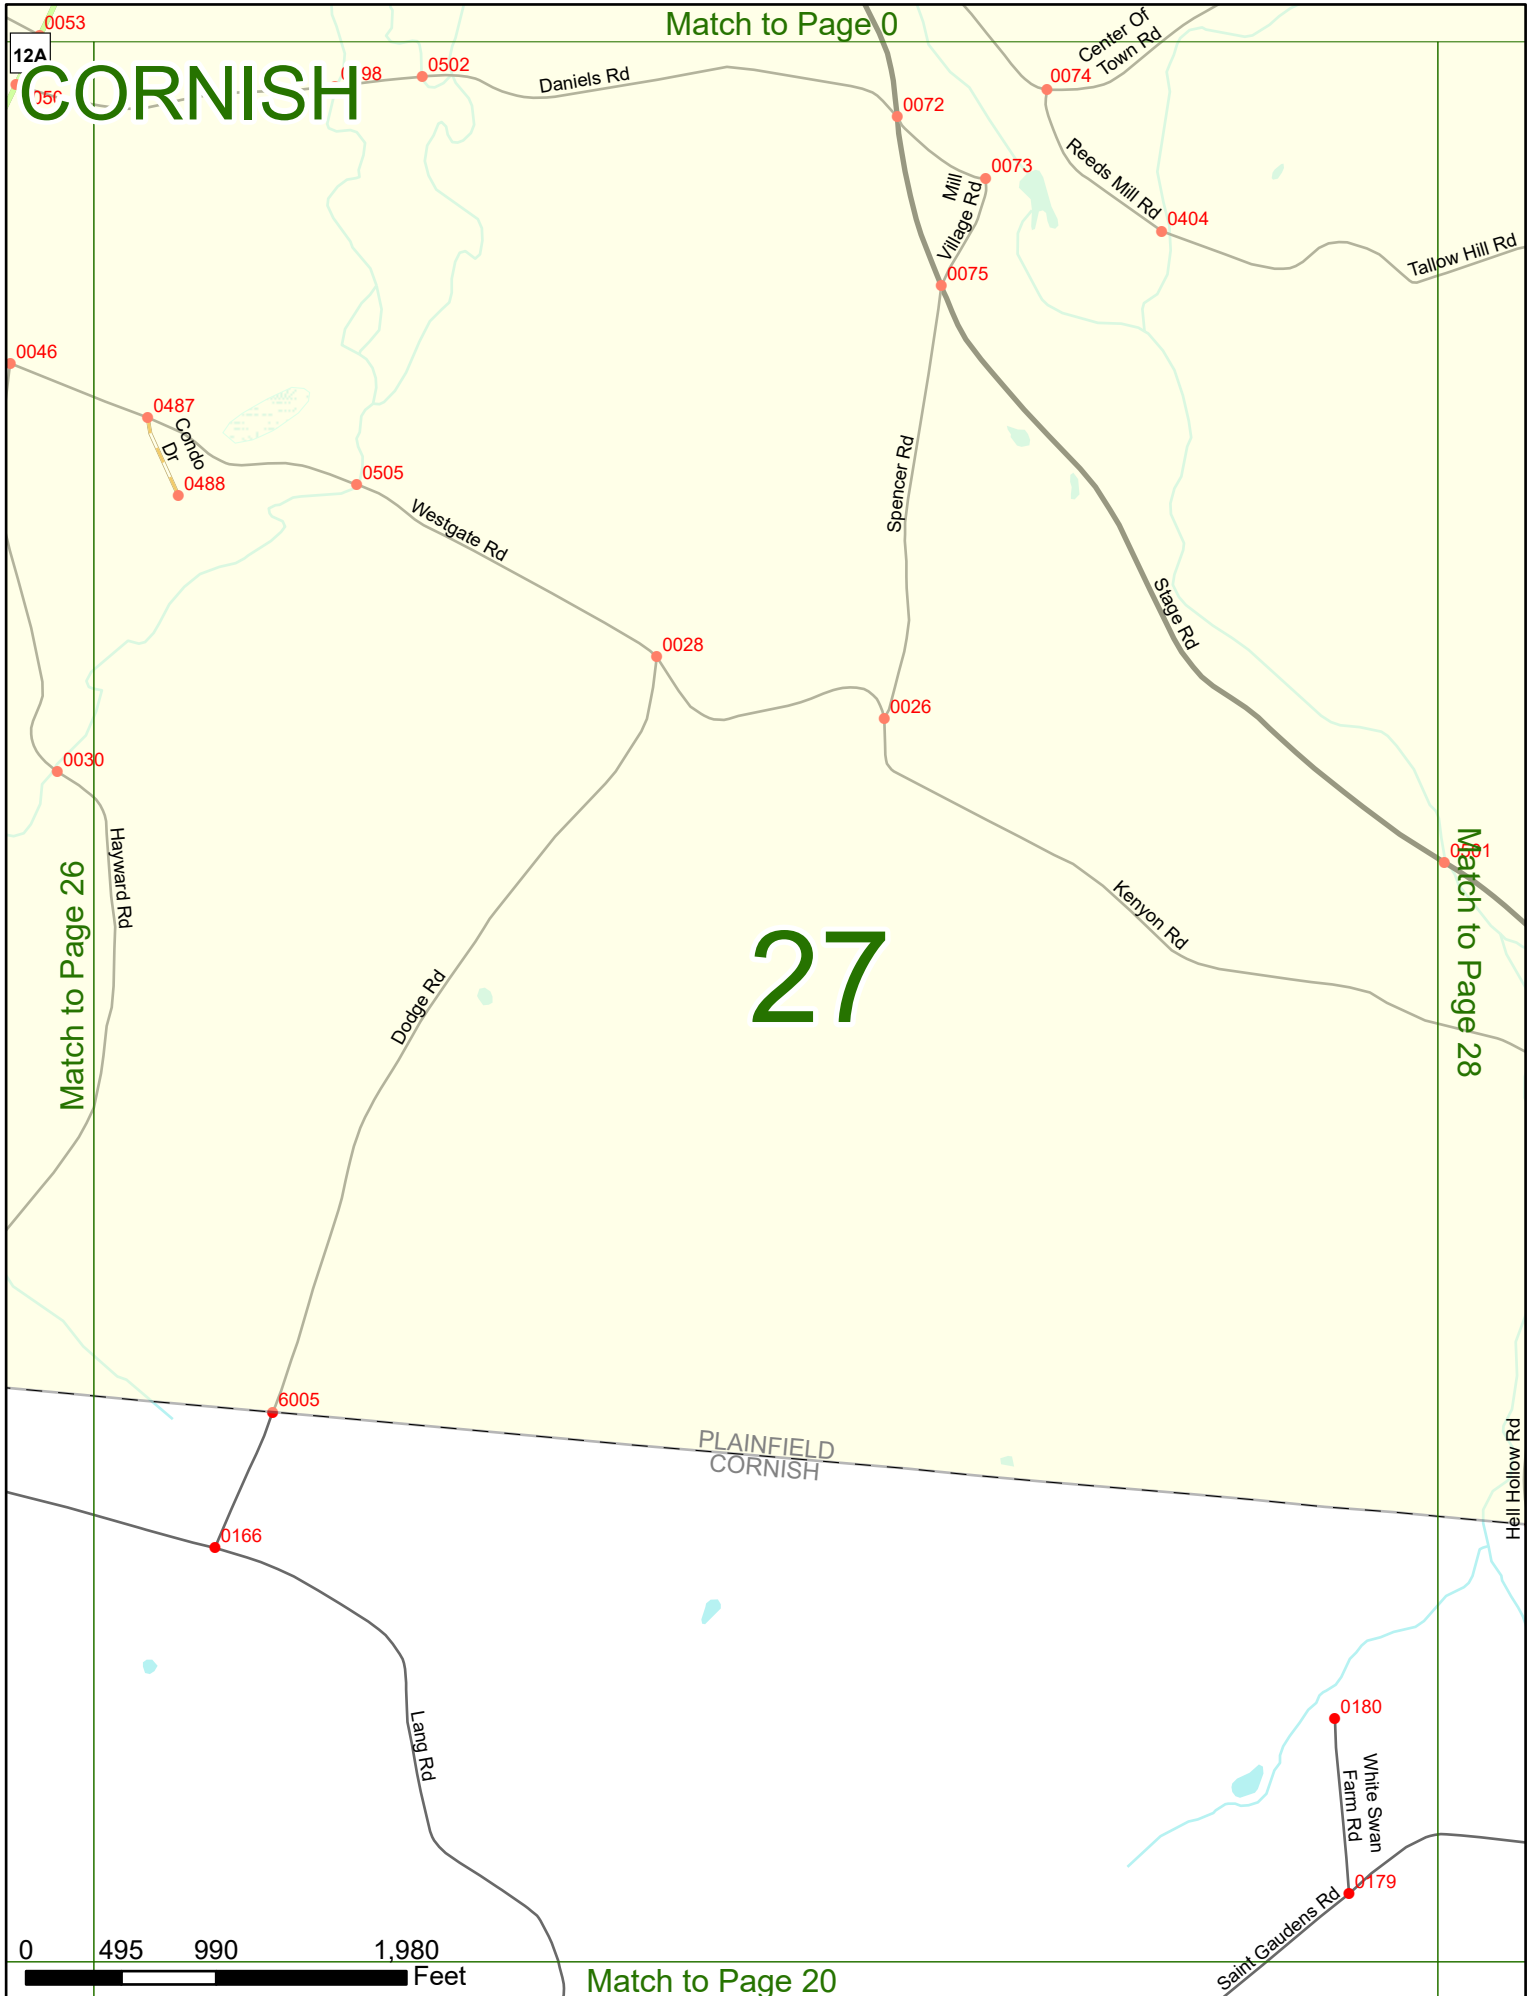 Match to Page 0
0053
12A
CORNISH
0502
Daniels Rd
Center Of
Town Rd
0074
0072
0073
Mill
Village Rd
Reeds Mill Rd
0404
Tallow Hill Rd
0075
0046
0487
Condo
Dr
0488
0505
Westgate Rd
Spencer Rd
Stage Rd
0028
0026
0030
Hayward Rd
Match to Page 26
Match to Page 28
Kenyon Rd
27
Dodge Rd
6005
PLAINFIELD
CORNISH
Hell Hollow Rd
0166
Lang Rd
0180
White Swan
Farm Rd
0179
Saint Gaudens Rd
0 495 990 1,980
Feet
Match to Page 20